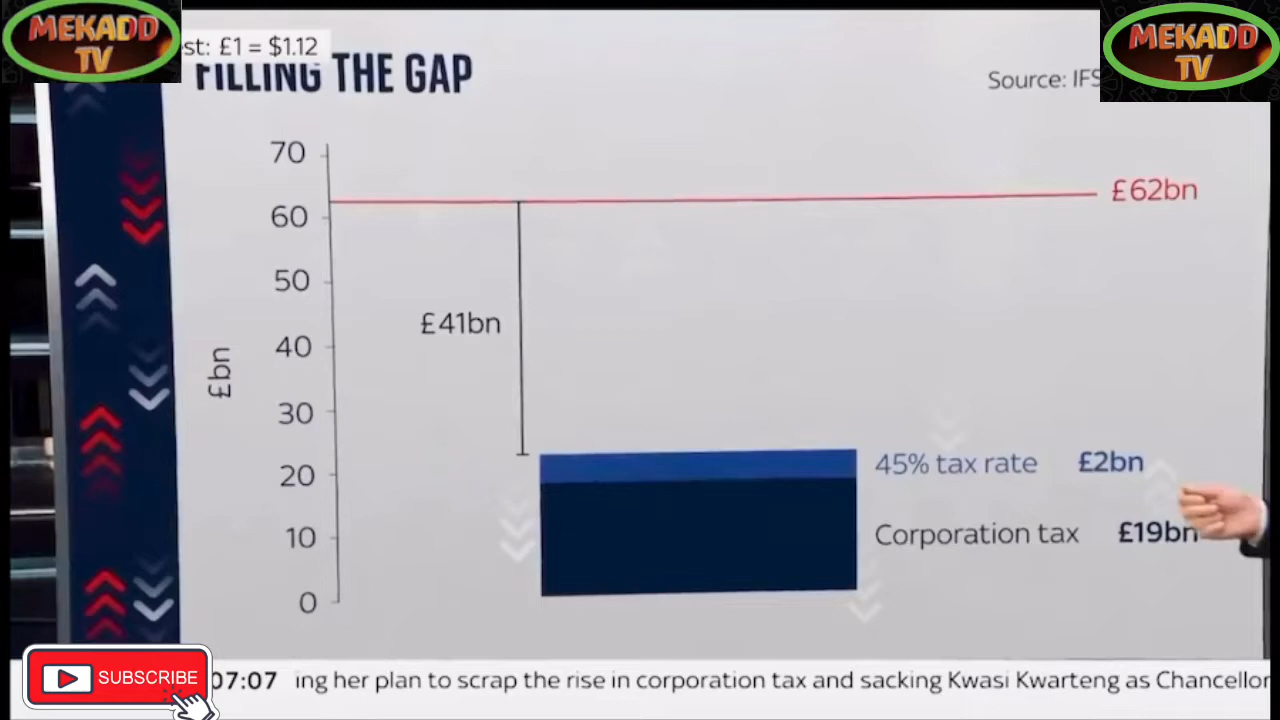 MEKADD
TV
est: £1 = $1.12
FILLING THE GAP
Source: IFS
MEKADD
TV
70
60
50
40
30
20
10
0
£bn
£62bn
£41bn
45% tax rate £2bn
Corporation tax £19bn
SUBSCRIBE
07:07 ing her plan to scrap the rise in corporation tax and sacking Kwasi Kwarteng as Chancellor